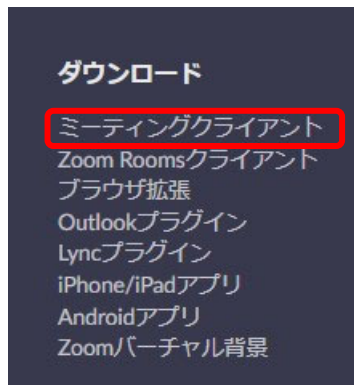 ダウンロード
ミーティングクライアント
Zoom Roomsクライアント
ブラウザ拡張
Outlookプラグイン
Lyncプラグイン
iPhone/iPadアプリ
Androidアプリ
Zoomバーチャル背景